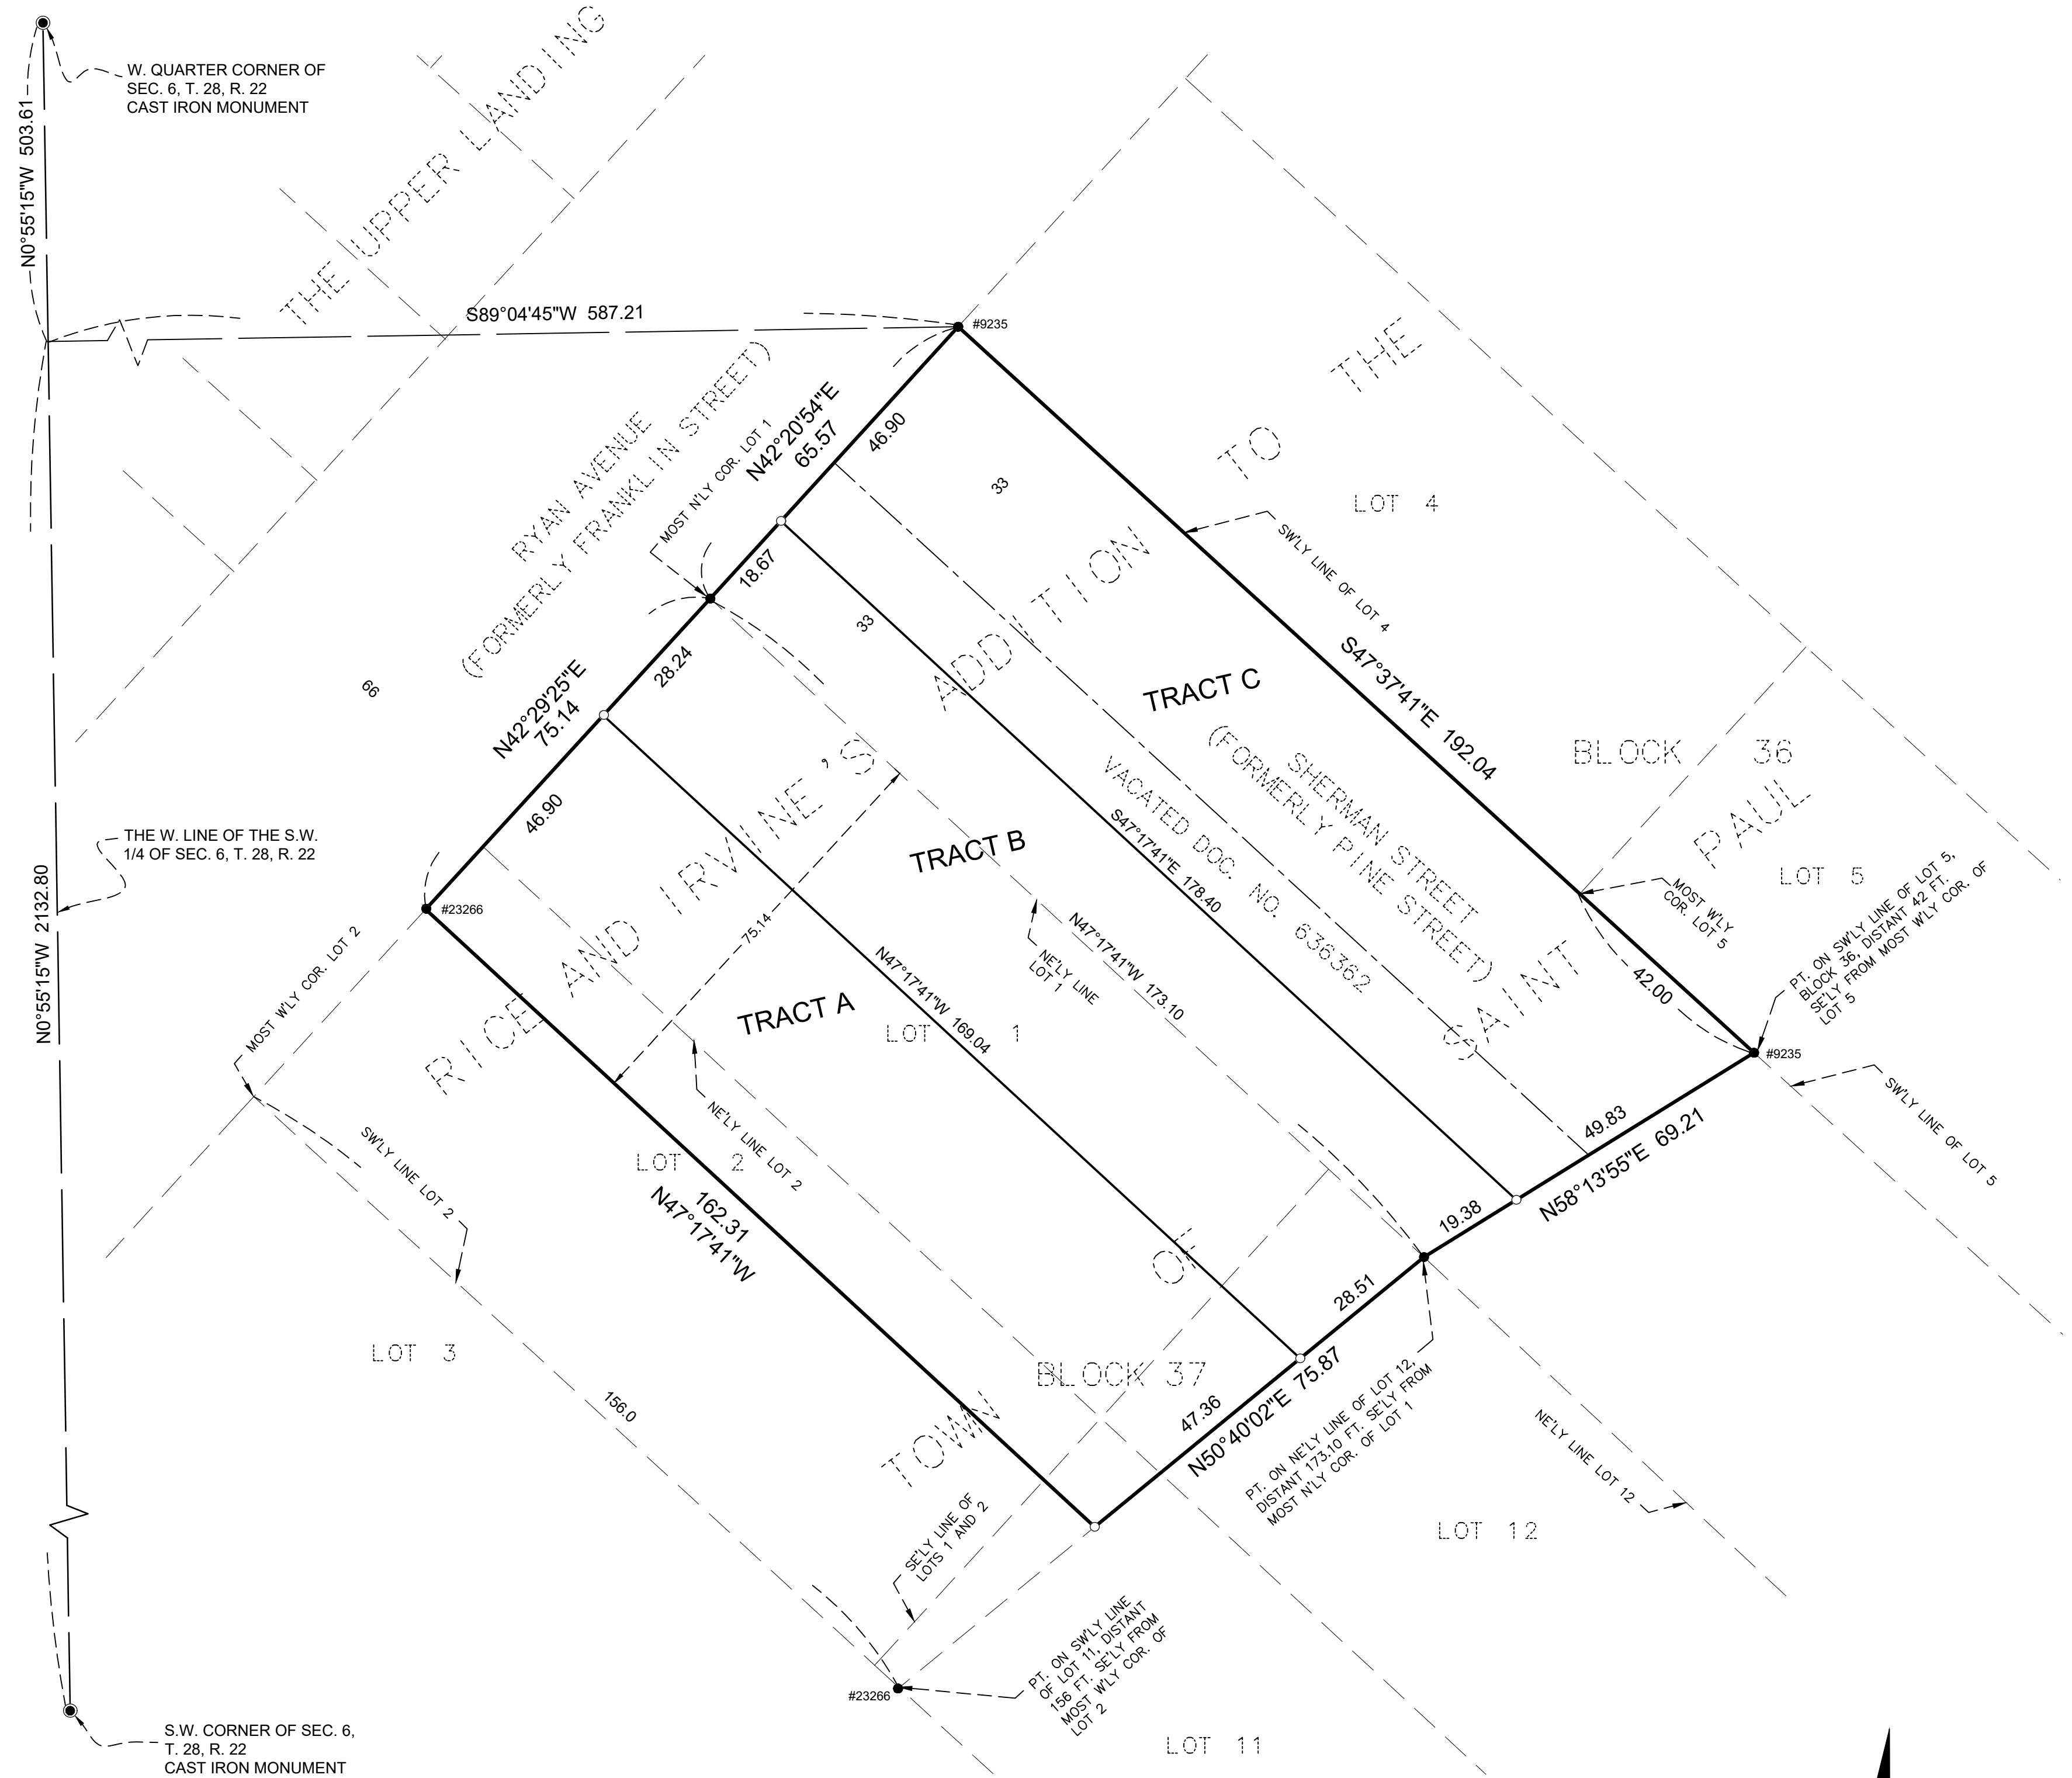 W. QUARTER CORNER OF
SEC. 6, T. 28, R. 22
CAST IRON MONUMENT
N0°55'15"W 503.61
THE UPPER LANDING
S89°04'45"W 587.21
#9235
RYAN AVENUE
(FORMERLY FRANKLIN STREET)
MOST N'LY COR. LOT 1
N42°20'54"E
65.57
46.90
18.67
33
33
66
N42°29'25"E
75.14
28.24
46.90
#23266
RICE AND IRVINE'S ADDITION TO THE
TOWN OF SAINT PAUL
LOT 4
SW'LY LINE OF LOT 4
S47°37'41"E 192.04
TRACT C
SHERMAN STREET
(FORMERLY PINE STREET)
VACATED DOC. NO. 636362
S47°17'41"E 178.40
BLOCK 36
LOT 5
MOST W'LY
COR. LOT 5
42.00
PT. ON SW'LY LINE OF LOT 5,
BLOCK 36, DISTANT 42 FT.
SE'LY FROM MOST W'LY COR. OF
LOT 5
#9235
SW'LY LINE OF LOT 5
49.83
N58°13'55"E 69.21
19.38
THE W. LINE OF THE S.W.
1/4 OF SEC. 6, T. 28, R. 22
N0°55'15"W 2132.80
TRACT B
75.14
NE'LY LINE
LOT 1
N47°17'41"W 173.10
TRACT A
LOT 1
N47°17'41"W 169.04
MOST W'LY COR. LOT 2
SW'LY LINE LOT 2
NE'LY LINE LOT 2
LOT 2
162.31
N47°17'41"W
LOT 3
156.0
BLOCK 37
28.51
47.36
N50°40'02"E 75.87
PT. ON NE'LY LINE OF LOT 12,
DISTANT 173.10 FT. SE'LY FROM
MOST N'LY COR. OF LOT 1
NE'LY LINE LOT 12
LOT 12
SE'LY LINE OF
LOTS 1 AND 2
PT. ON SW'LY LINE
OF LOT 11, DISTANT
156 FT. SE'LY FROM
MOST W'LY COR. OF
LOT 2
#23266
LOT 11
S.W. CORNER OF SEC. 6,
T. 28, R. 22
CAST IRON MONUMENT